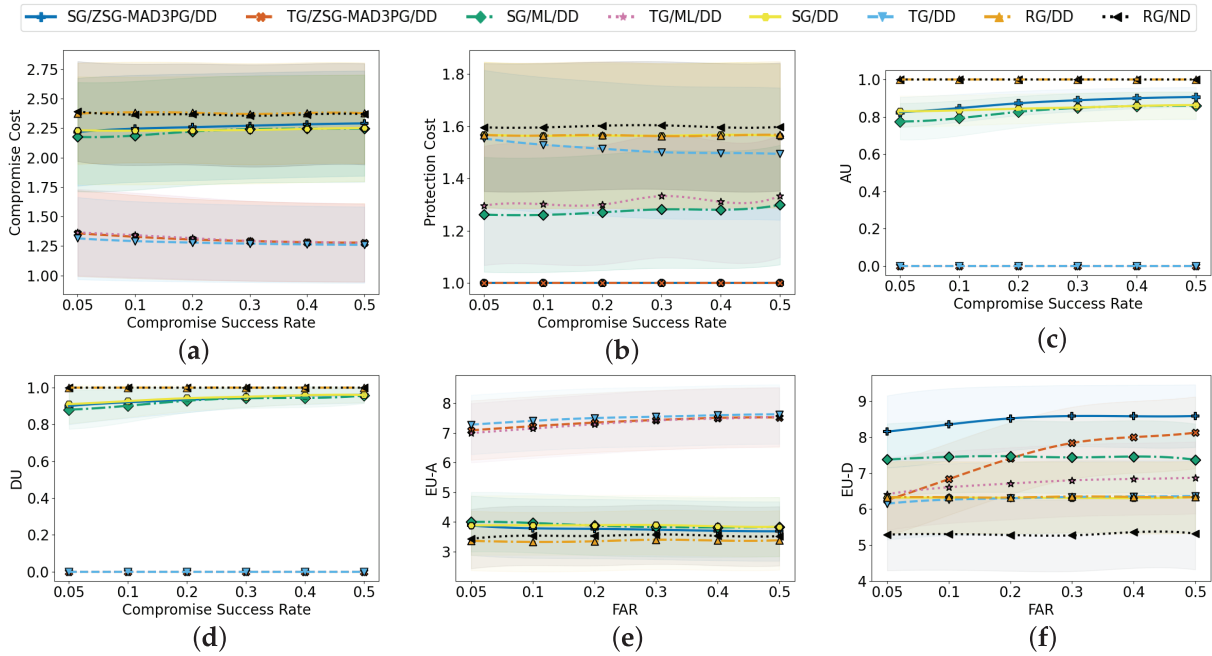 SG/ZSG-MAD3PG/DD TG/ZSG-MAD3PG/DD SG/ML/DD TG/ML/DD SG/DD TG/DD RG/DD RG/ND
Compromise Cost
2.75
2.50
2.25
2.00
1.75
1.50
1.25
1.00
0.05 0.1 0.2 0.3 0.4 0.5
Compromise Success Rate
(a)
Protection Cost
1.8
1.6
1.4
1.2
1.0
0.05 0.1 0.2 0.3 0.4 0.5
Compromise Success Rate
(b)
AU
1.0
0.8
0.6
0.4
0.2
0.0
0.05 0.1 0.2 0.3 0.4 0.5
Compromise Success Rate
(c)
DU
1.0
0.8
0.6
0.4
0.2
0.0
0.05 0.1 0.2 0.3 0.4 0.5
Compromise Success Rate
(d)
EU-A
8
7
6
5
4
3
0.05 0.1 0.2 0.3 0.4 0.5
FAR
(e)
EU-D
9
8
7
6
5
4
0.05 0.1 0.2 0.3 0.4 0.5
FAR
(f)